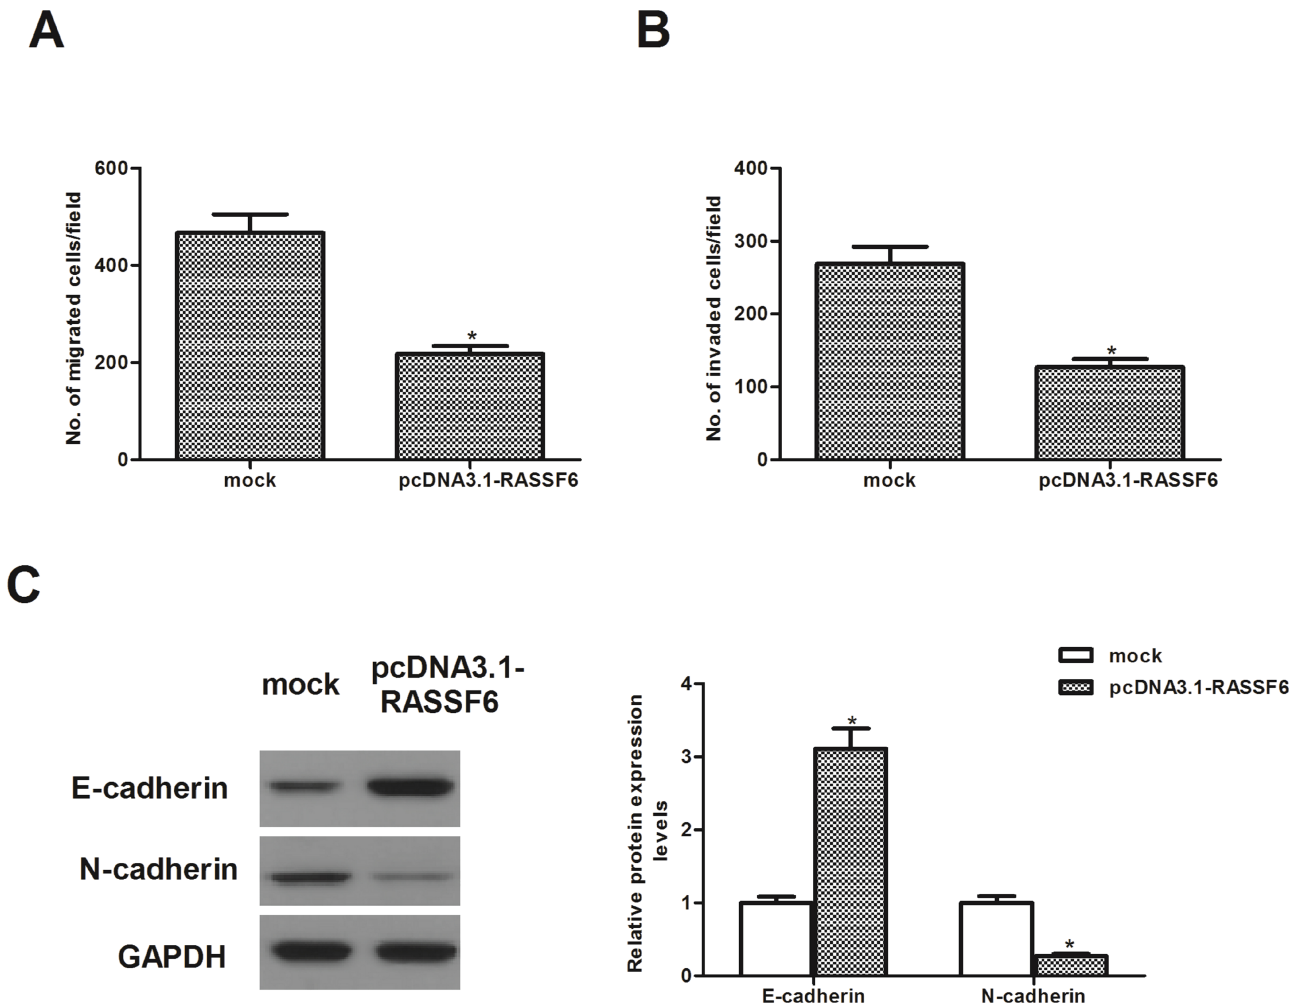 A
B
No. of migrated cells/field
600
400
200
0
*
mock
pcDNA3.1-RASSF6
No. of invaded cells/field
400
300
200
100
0
*
mock
pcDNA3.1-RASSF6
C
mock
pcDNA3.1-
RASSF6
E-cadherin
N-cadherin
GAPDH
mock
pcDNA3.1-RASSF6
Relative protein expression
levels
4
3
2
1
0
*
*
E-cadherin
N-cadherin